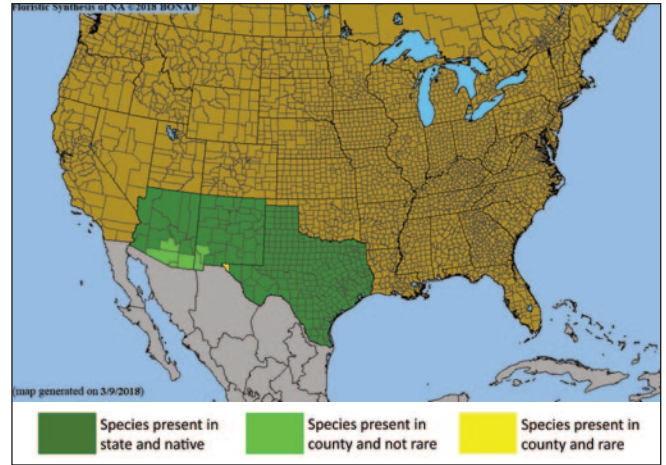 Floristic Synthesis of NA ©2018 BONAP
(map generated on 3/9/2018)
Species present in
state and native
Species present in
county and not rare
Species present in
county and rare